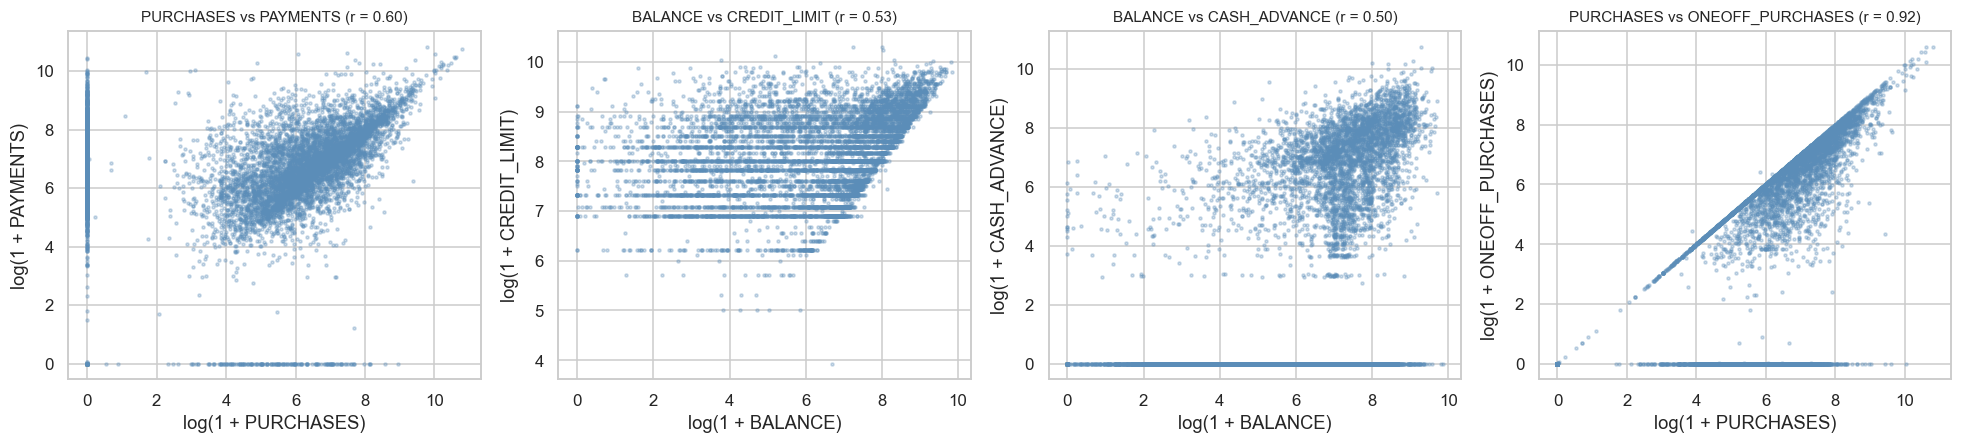 PURCHASES vs PAYMENTS (r = 0.60)
log(1 + PAYMENTS)
10
8
6
4
2
0
0 2 4 6 8 10
log(1 + PURCHASES)
BALANCE vs CREDIT_LIMIT (r = 0.53)
log(1 + CREDIT_LIMIT)
10
9
8
7
6
5
4
0 2 4 6 8 10
log(1 + BALANCE)
BALANCE vs CASH_ADVANCE (r = 0.50)
log(1 + CASH_ADVANCE)
10
8
6
4
2
0
0 2 4 6 8 10
log(1 + BALANCE)
PURCHASES vs ONEOFF_PURCHASES (r = 0.92)
log(1 + ONEOFF_PURCHASES)
10
8
6
4
2
0
0 2 4 6 8 10
log(1 + PURCHASES)